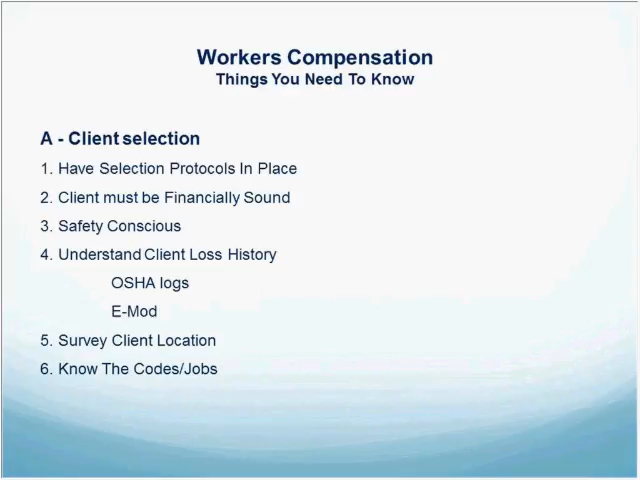 Workers Compensation
Things You Need To Know
A - Client selection
1. Have Selection Protocols In Place
2. Client must be Financially Sound
3. Safety Conscious
4. Understand Client Loss History
OSHA logs
E-Mod
5. Survey Client Location
6. Know The Codes/Jobs